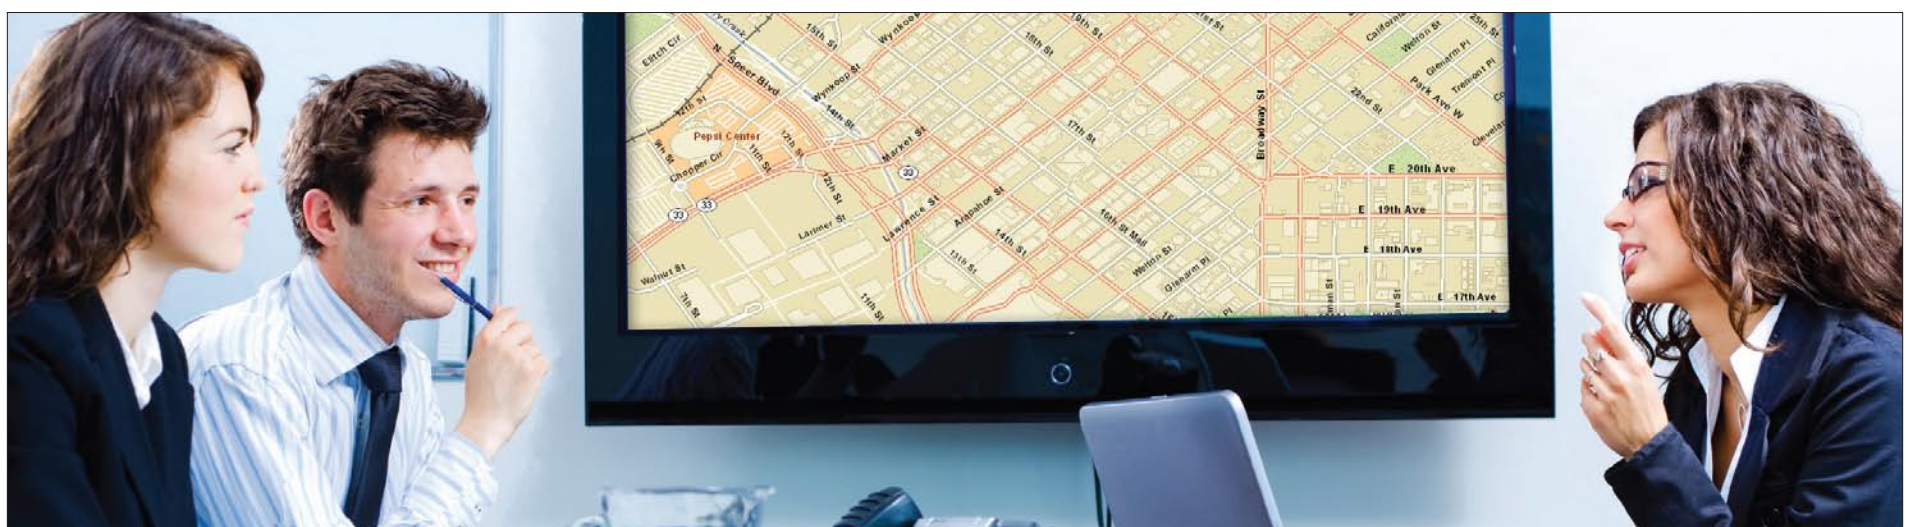 Elitch Cir
N Speer Blvd
15th St
Wynkoop
19th St
18th St
California
Welton St
25th St
Glenarm Pl
Tremont Pl
Park Ave W
22nd St
Wynkoop St
14th St
Pepsi Center
12th St
11th St
9th St
Chopper Cir
12th St
Market St
33
17th St
Broadway St
E 20th Ave
33
33
Larimer St
Lawrence St
Arapahoe St
16th St Mall
E 19th Ave
14th St
13th St
Welton St
Glenarm Pl
E 18th Ave
Walnut St
7th St
11th St
E 17th Ave